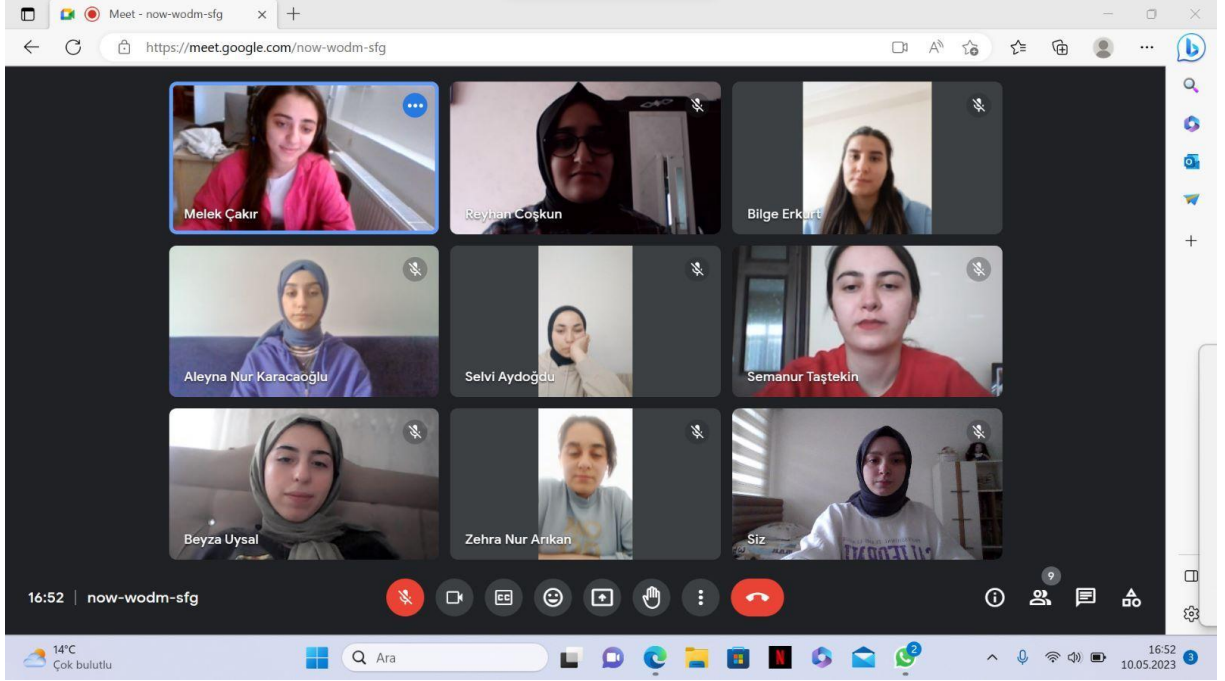 Meet - now-wodm-sfg
https://meet.google.com/now-wodm-sfg
Melek Çakır
Reyhan Coşkun
Bilge Erkurt
Aleyna Nur Karacaoğlu
Selvi Aydoğdu
Semanur Taştekin
Beyza Uysal
Zehra Nur Arıkan
Siz
16:52 | now-wodm-sfg
9
14°C
Çok bulutlu
Ara
2
16:52
10.05.2023
3